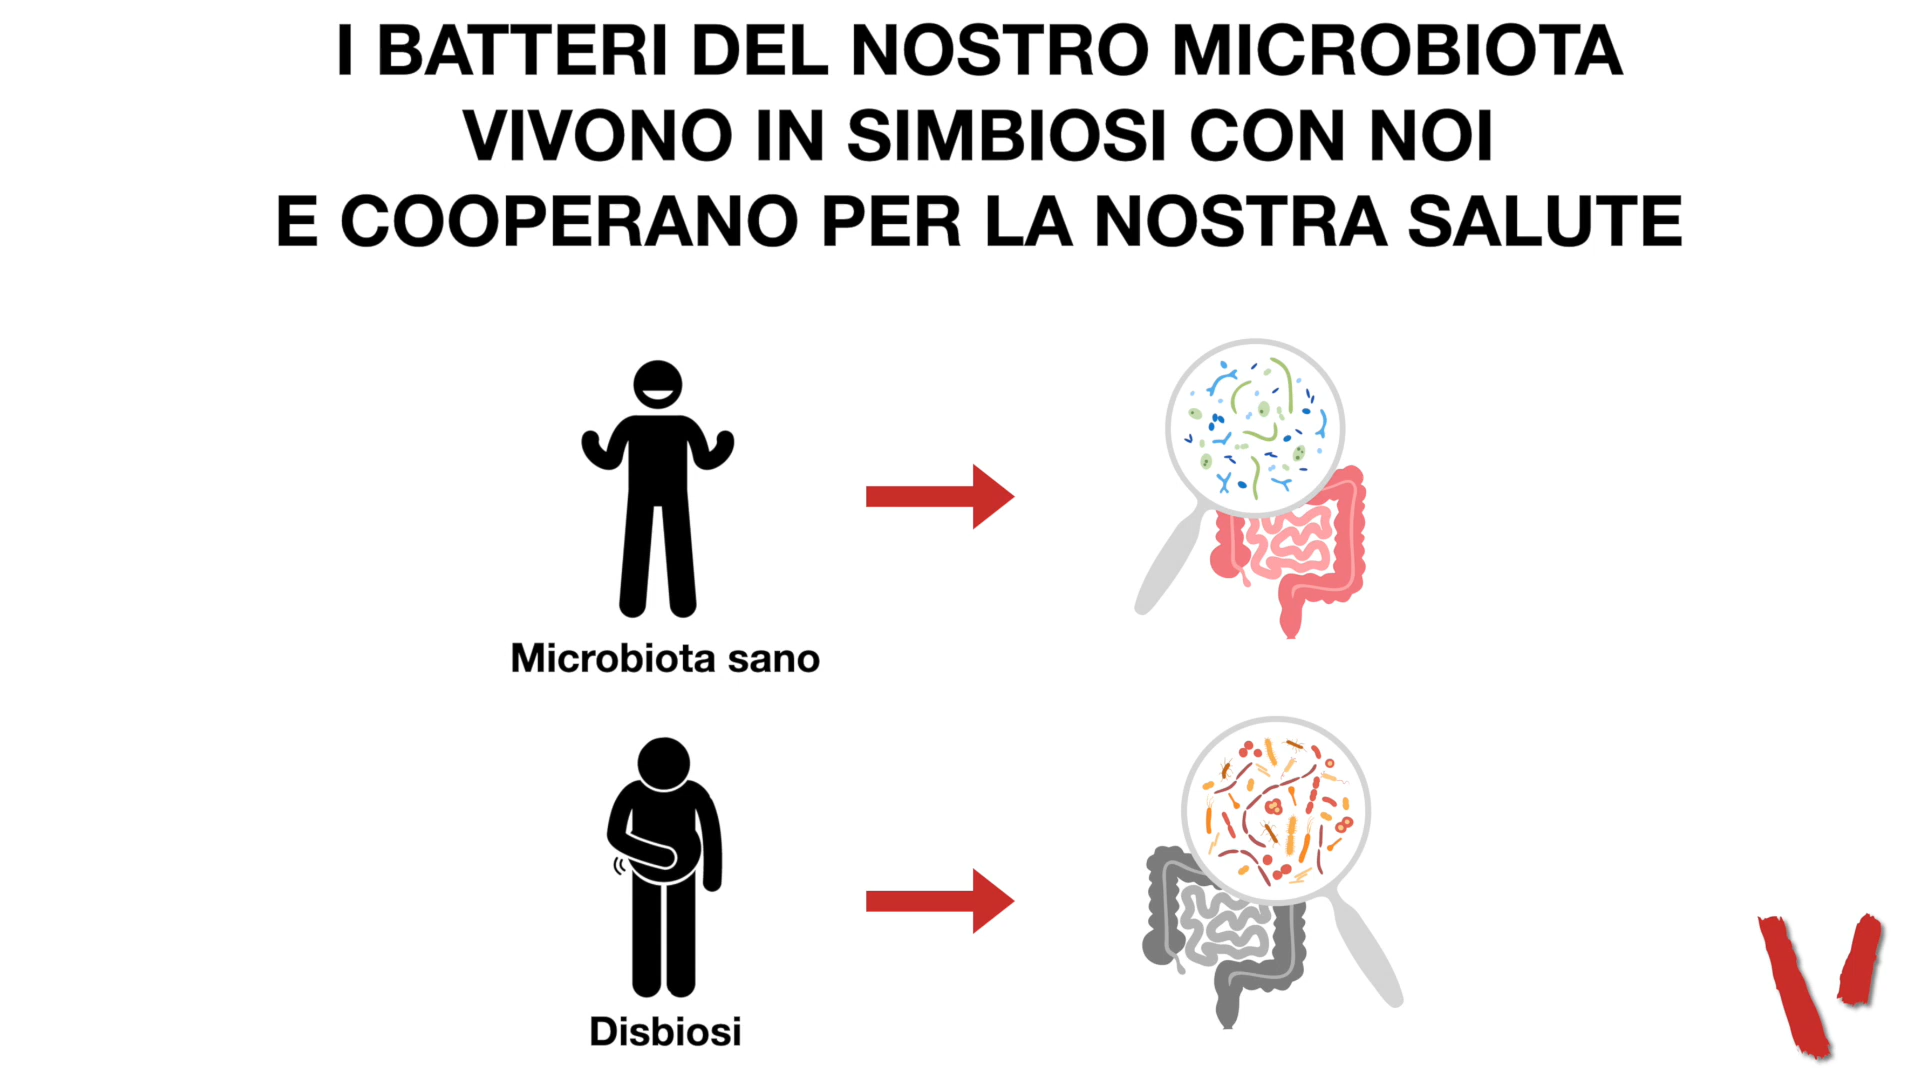 I BATTERI DEL NOSTRO MICROBIOTA
VIVONO IN SIMBIOSI CON NOI
E COOPERANO PER LA NOSTRA SALUTE
Microbiota sano
Disbiosi